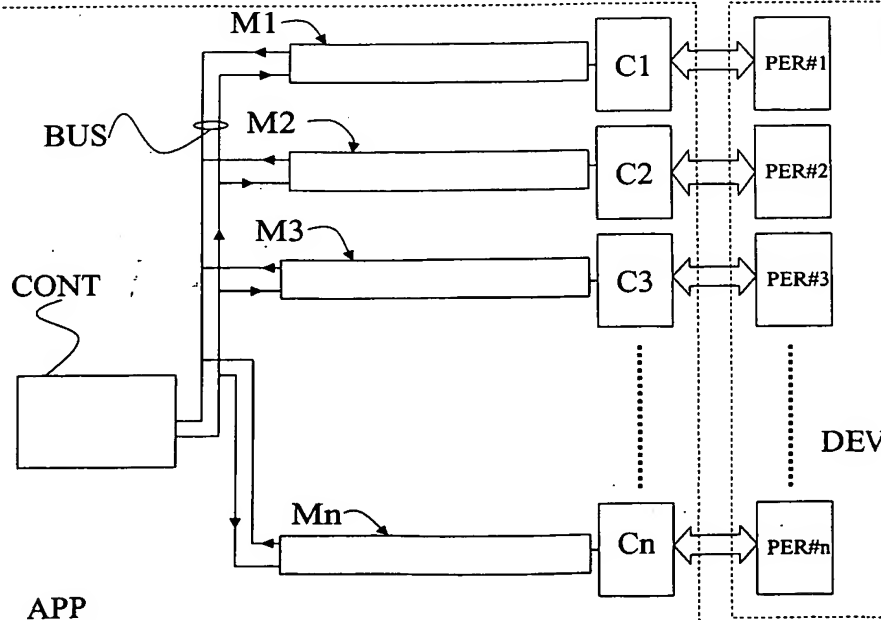 M1
C1
PER#1
BUS
M2
C2
PER#2
M3
C3
PER#3
CONT
DEV
Mn
Cn
PER#n
APP